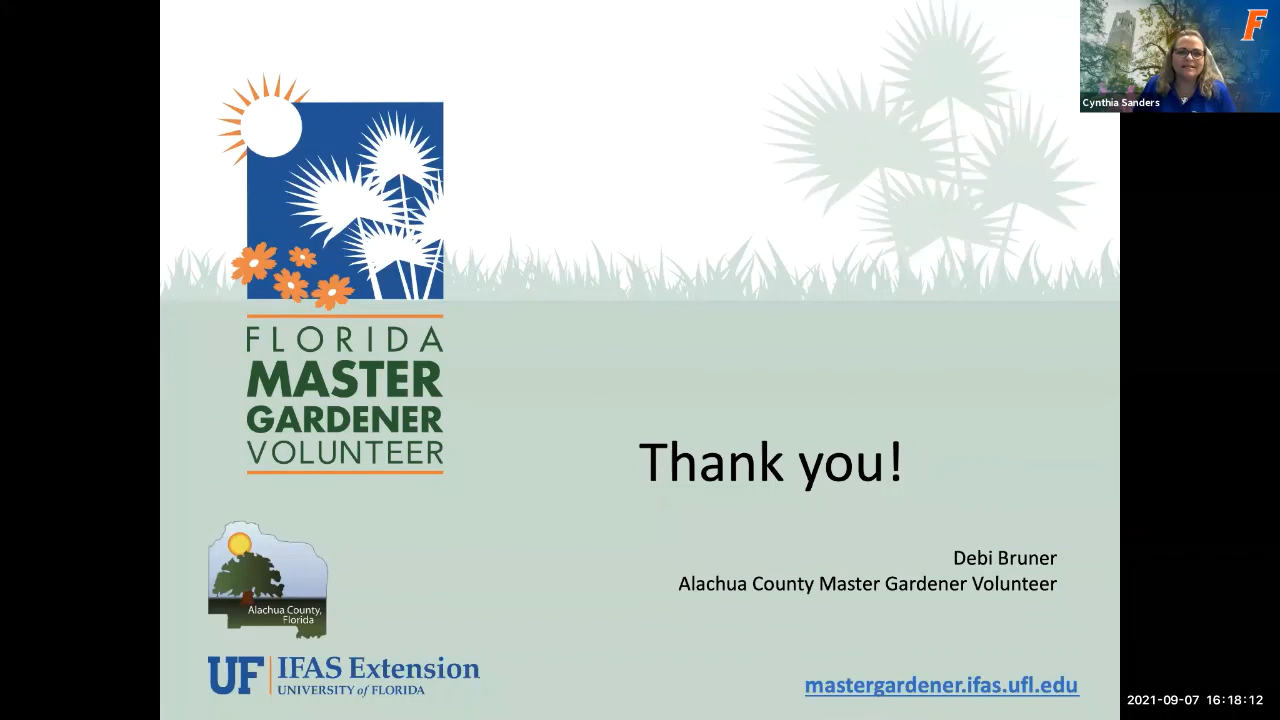 F
Cynthia Sanders
FLORIDA
MASTER
GARDENER
VOLUNTEER
Thank you!
Debi Bruner
Alachua County Master Gardener Volunteer
Alachua County,
Florida
UF IFAS Extension
UNIVERSITY of FLORIDA
mastergardener.ifas.ufl.edu
2021-09-07 16:18:12